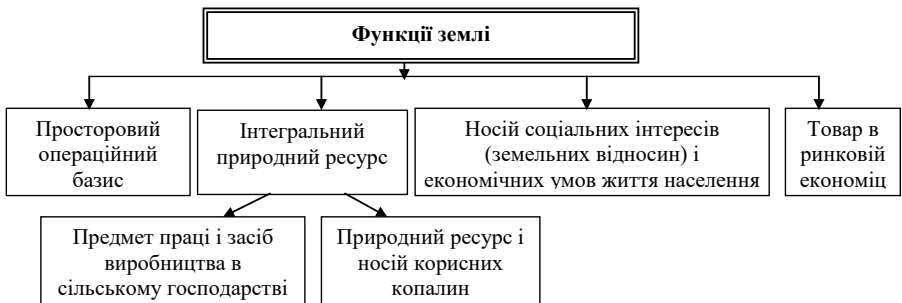 Функції землі
Просторовий
операційний
базис
Інтегральний
природний ресурс
Носій соціальних інтересів
(земельних відносин) і
економічних умов життя населення
Товар в
ринковій
економіц
Предмет праці і засіб
виробництва в
сільському господарстві
Природний ресурс і
носій корисних
копалин